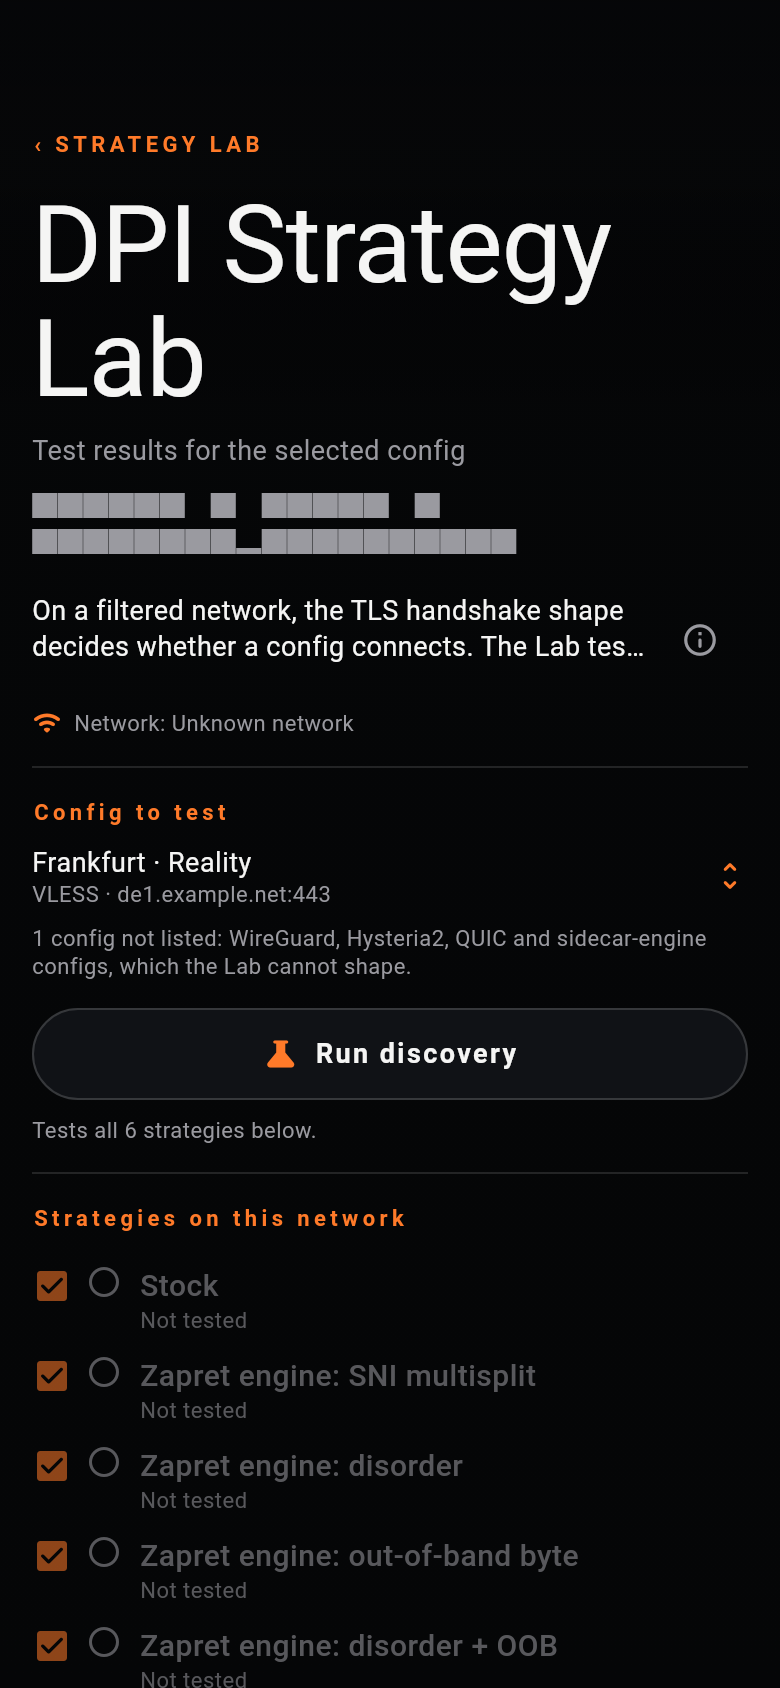 ‹ STRATEGY LAB
DPI Strategy
Lab
Test results for the selected config
On a filtered network, the TLS handshake shape
decides whether a config connects. The Lab tes…
Network: Unknown network
Config to test
Frankfurt · Reality
VLESS · de1.example.net:443
1 config not listed: WireGuard, Hysteria2, QUIC and sidecar-engine
configs, which the Lab cannot shape.
Run discovery
Tests all 6 strategies below.
Strategies on this network
Stock
Not tested
Zapret engine: SNI multisplit
Not tested
Zapret engine: disorder
Not tested
Zapret engine: out-of-band byte
Not tested
Zapret engine: disorder + OOB
Not tested